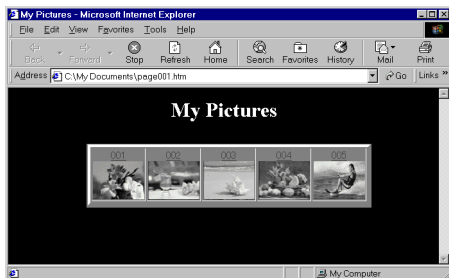 My Pictures - Microsoft Internet Explorer
File Edit View Favorites Tools Help
Back Forward Stop Refresh Home Search Favorites History Mail Print
Address C:\My Documents\page001.htm Go Links »
My Pictures
001 002 003 004 005
My Computer